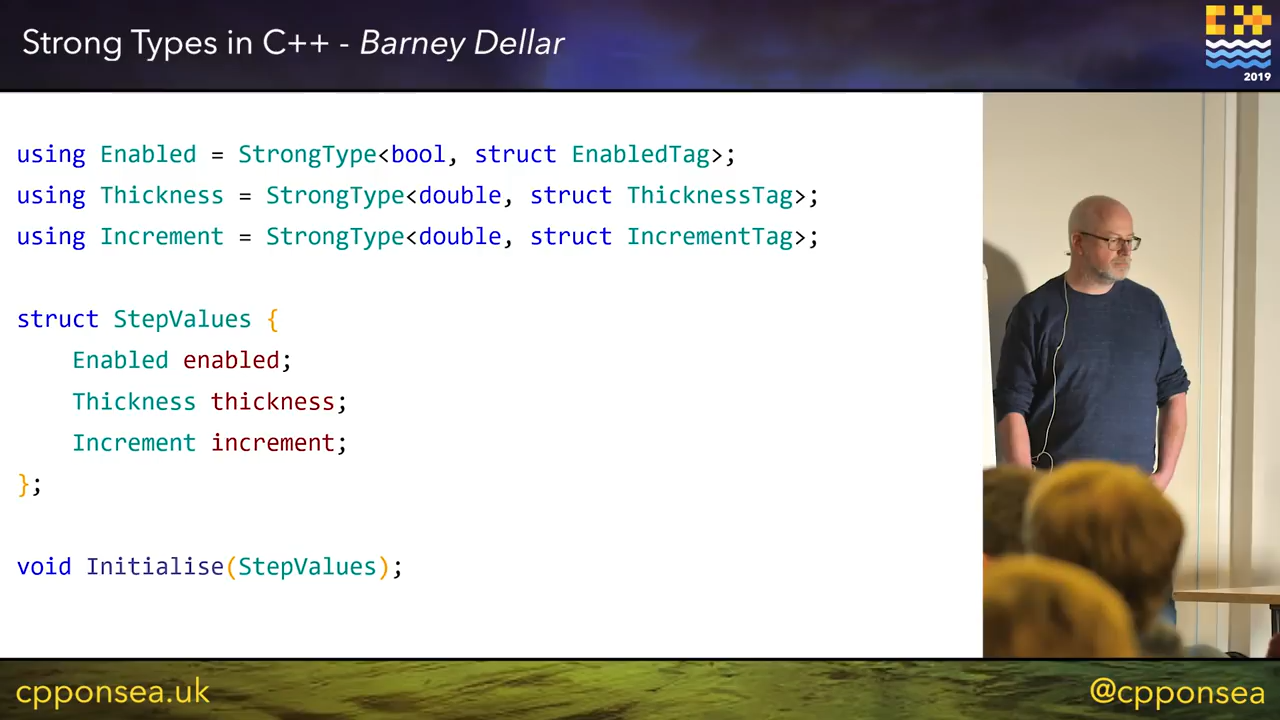 Strong Types in C++ - Barney Dellar
2019
using Enabled = StrongType<bool, struct EnabledTag>;
using Thickness = StrongType<double, struct ThicknessTag>;
using Increment = StrongType<double, struct IncrementTag>;
struct StepValues {
    Enabled enabled;
    Thickness thickness;
    Increment increment;
};
void Initialise(StepValues);
cpponsea.uk
@cpponsea